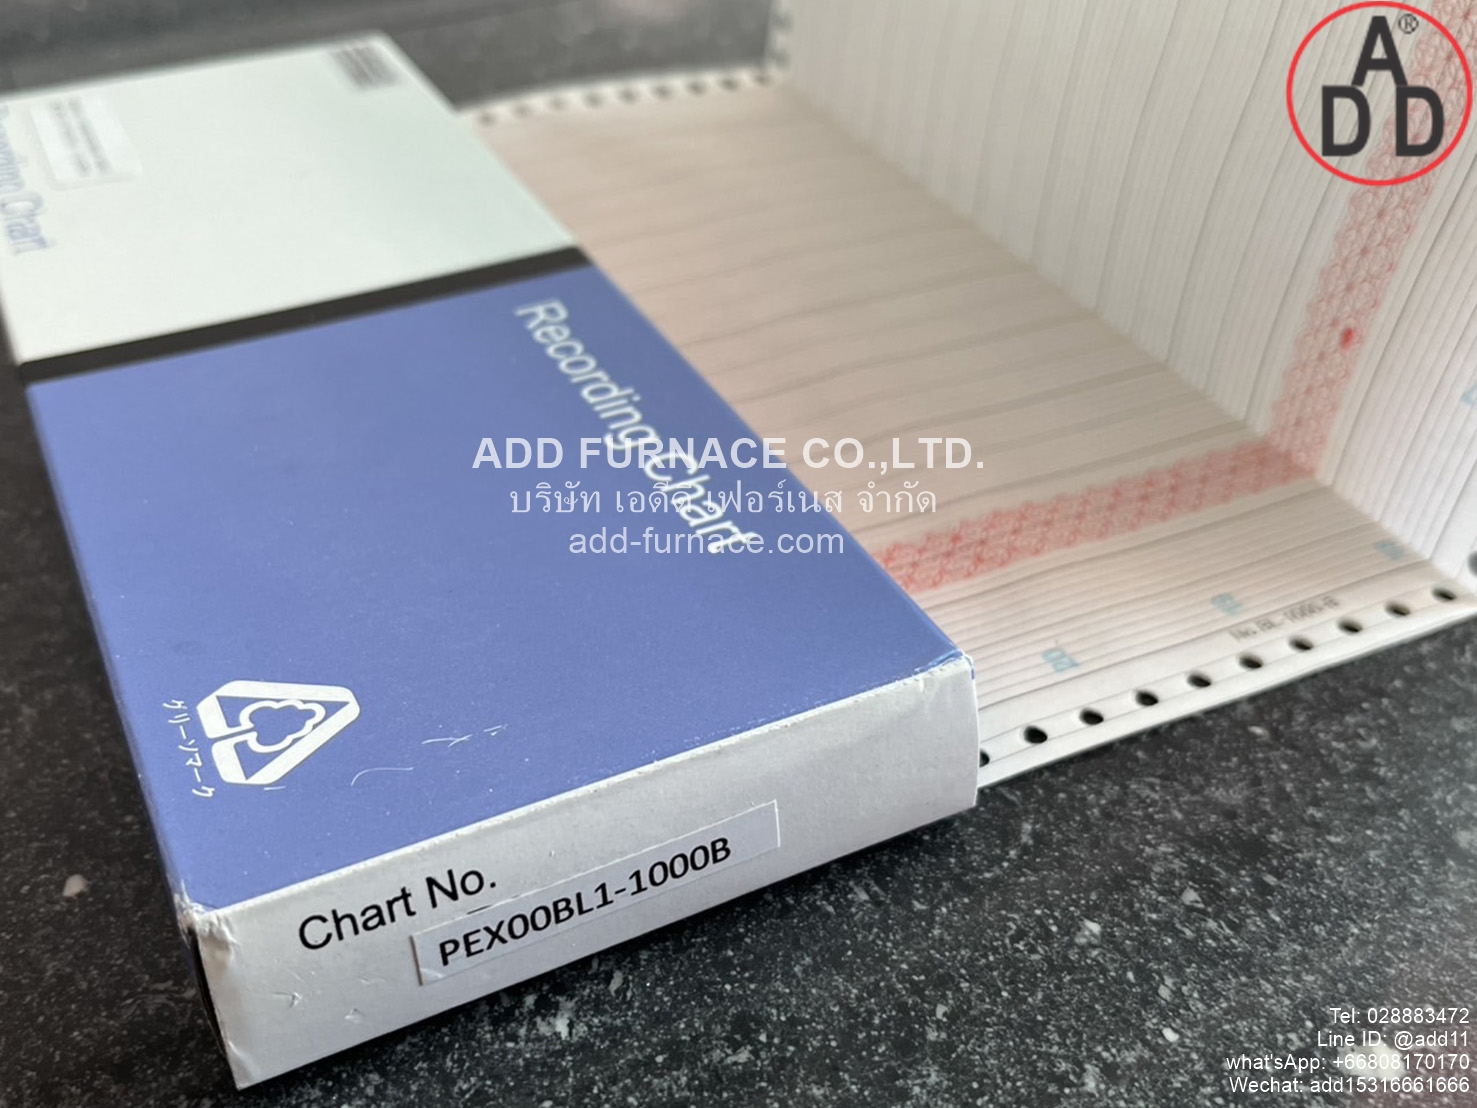 ADD®
Recording Chart
ADD FURNACE CO.,LTD.
บริษัท เอดีดี เฟอร์เนส จำกัด
add-furnace.com
グリーンマーク
Chart No.
PEX00BL1-1000B
No. BL-1000-B
Tel: 028883472
Line ID: @add11
what'sApp: +66808170170
Wechat: add15316661666